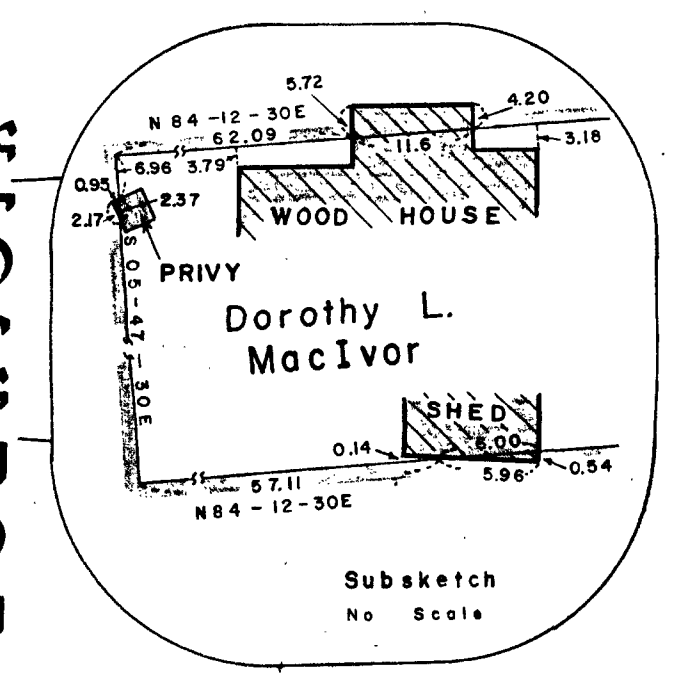 5.72
4.20
N 84-12-30E
62.09
3.18
11.6
6.96 3.79
0.95
2.37
2.17
WOOD HOUSE
PRIVY
S 05-47-30E
Dorothy L.
MacIvor
SHED
6.00
0.14
0.54
5.96
57.11
N84-12-30E
Subsketch
No Scale